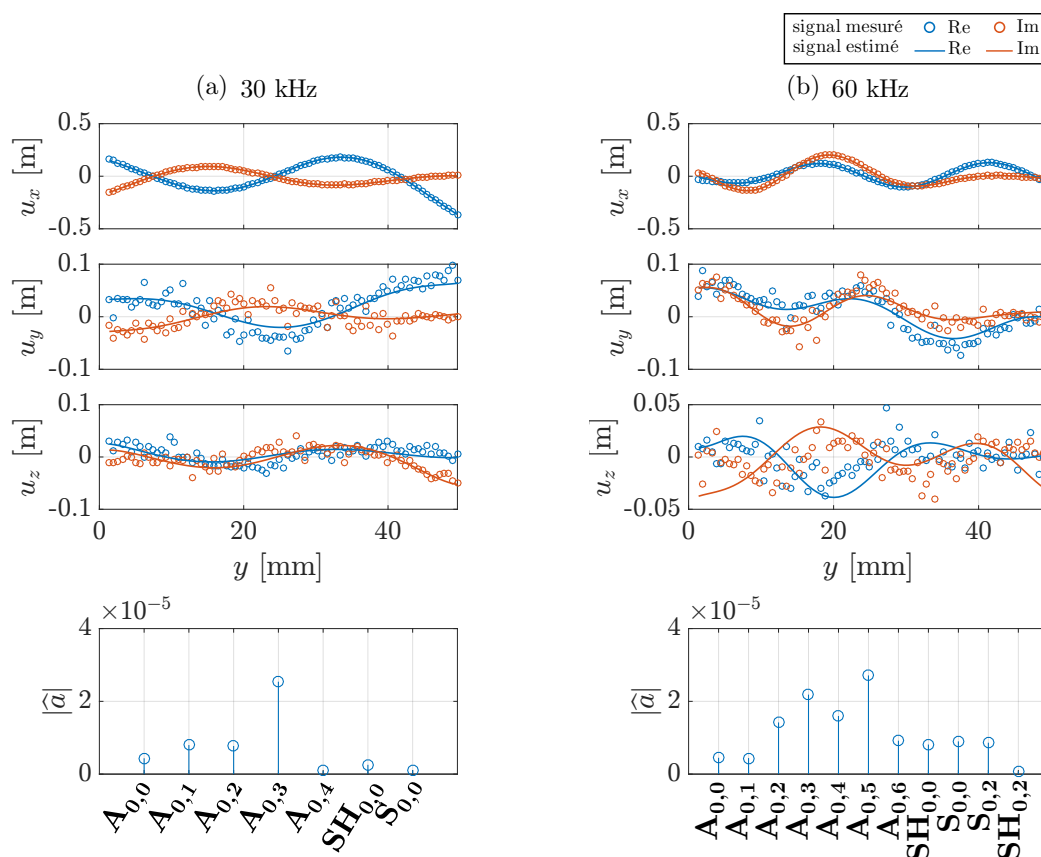 signal mesuré Re Im
signal estimé Re Im
(a) 30 kHz
(b) 60 kHz
0.5
0
-0.5
u_x [m]
0.5
0
-0.5
u_x [m]
0.1
0
-0.1
u_y [m]
0.1
0
-0.1
u_y [m]
0.1
0
-0.1
u_z [m]
0 20 40
y [mm]
0.05
0
-0.05
u_z [m]
0 20 40
y [mm]
×10^-5
4
2
0
|â|
A_0,0 A_0,1 A_0,2 A_0,3 A_0,4 SH_0,0 S_0,0
×10^-5
4
2
0
|â|
A_0,0 A_0,1 A_0,2 A_0,3 A_0,4 A_0,5 A_0,6 SH_0,0 S_0,0 S_0,2 SH_0,2